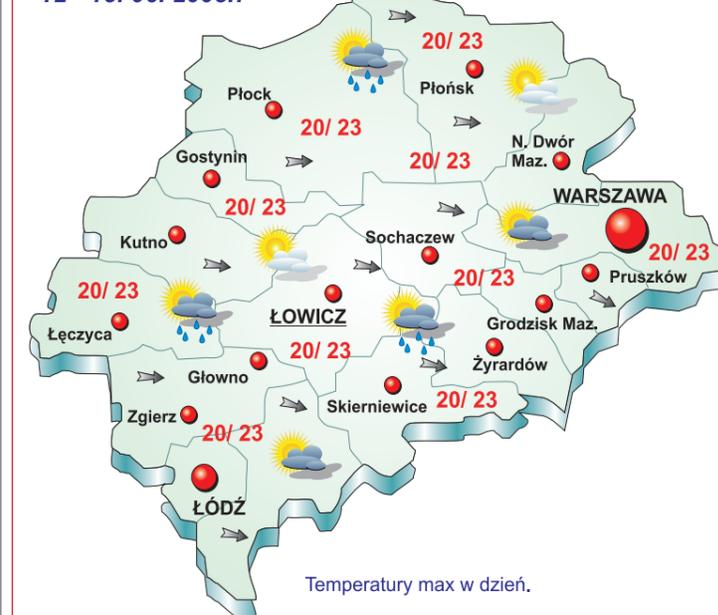 20/ 23
Płońsk
Płock
20/ 23
N. Dwór
Maz.
Gostynin
20/ 23
WARSZAWA
20/ 23
Kutno
Sochaczew
20/ 23
20/ 23
Pruszków
20/ 23
ŁOWICZ
Grodzisk Maz.
Łęczyca
20/ 23
Żyrardów
Głowno
20/ 23
Skierniewice
Zgierz
20/ 23
ŁÓDŹ
Temperatury max w dzień.